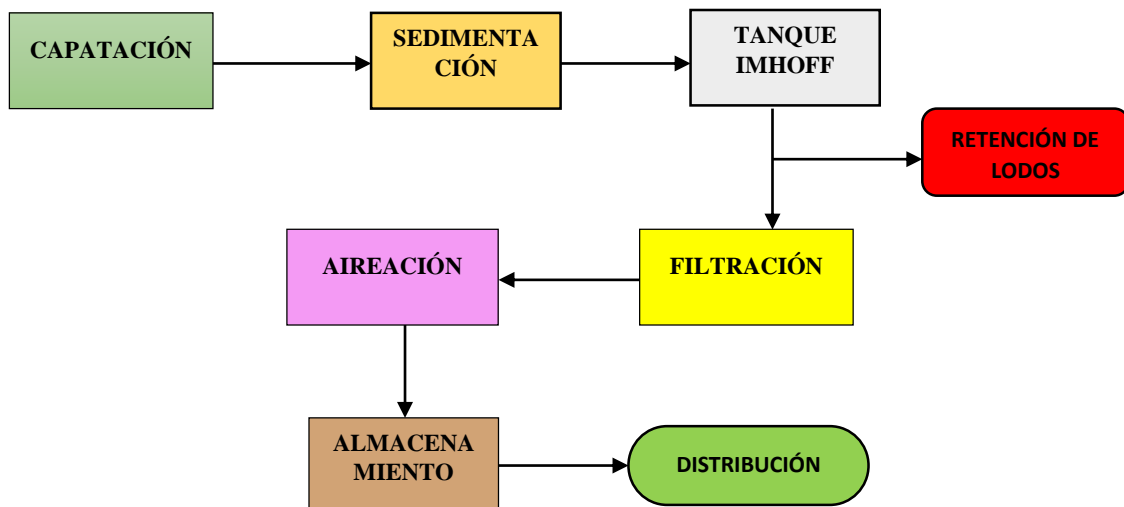 CAPATACIÓN
SEDIMENTA
CIÓN
TANQUE
IMHOFF
RETENCIÓN DE
LODOS
AIREACIÓN
FILTRACIÓN
ALMACENA
MIENTO
DISTRIBUCIÓN